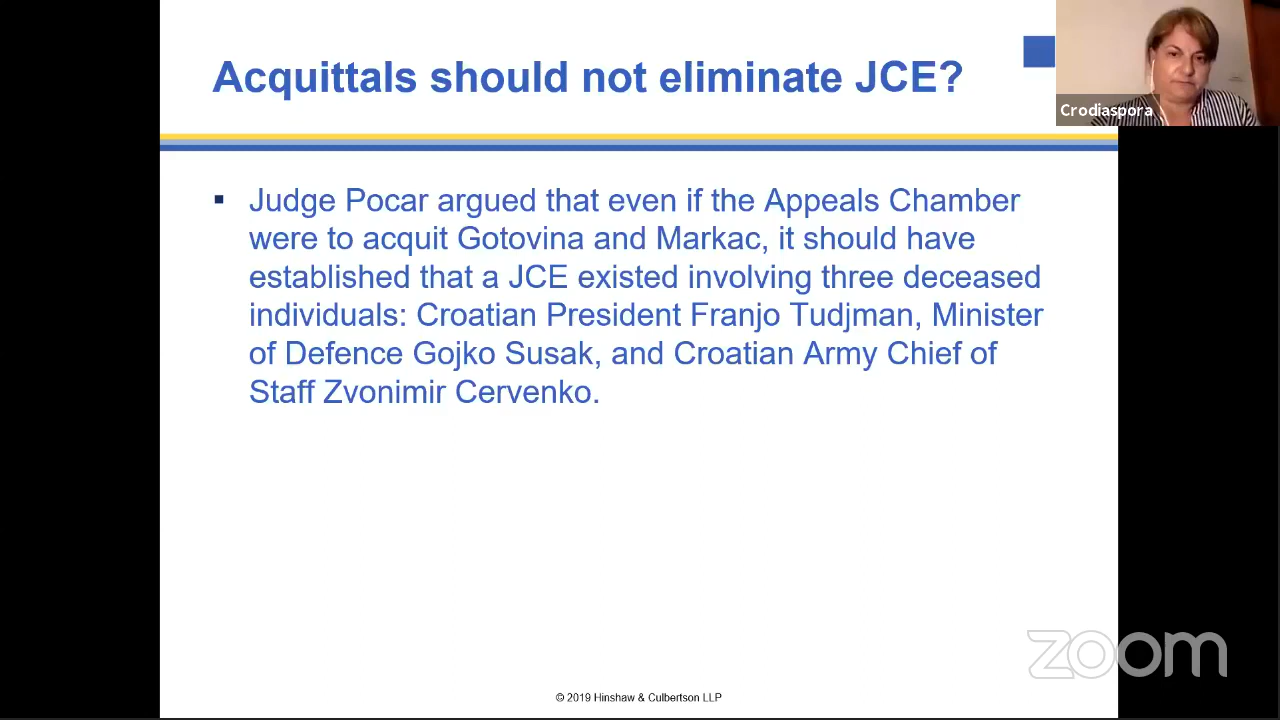 Acquittals should not eliminate JCE?
Crodiaspora
▪ Judge Pocar argued that even if the Appeals Chamber
were to acquit Gotovina and Markac, it should have
established that a JCE existed involving three deceased
individuals: Croatian President Franjo Tudjman, Minister
of Defence Gojko Susak, and Croatian Army Chief of
Staff Zvonimir Cervenko.
zoom
© 2019 Hinshaw & Culbertson LLP